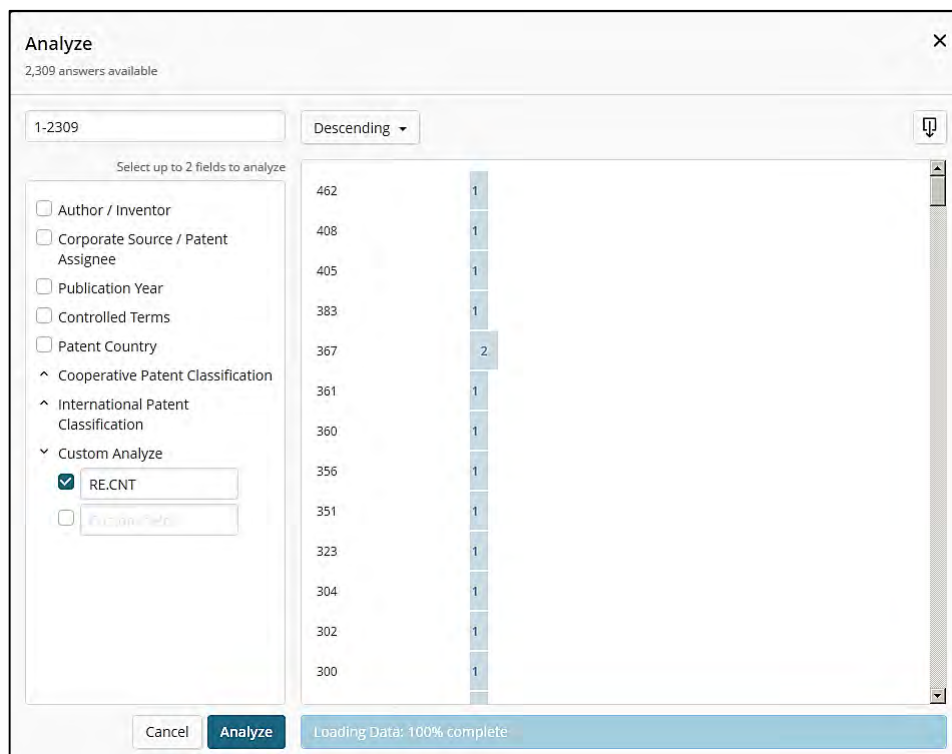 Analyze
2,309 answers available
1-2309
Descending
Select up to 2 fields to analyze
Author / Inventor
Corporate Source / Patent
Assignee
Publication Year
Controlled Terms
Patent Country
Cooperative Patent Classification
International Patent
Classification
Custom Analyze
RE.CNT
462 1
408 1
405 1
383 1
367 2
361 1
360 1
356 1
351 1
323 1
304 1
302 1
300 1
Cancel
Analyze
Loading Data: 100% complete